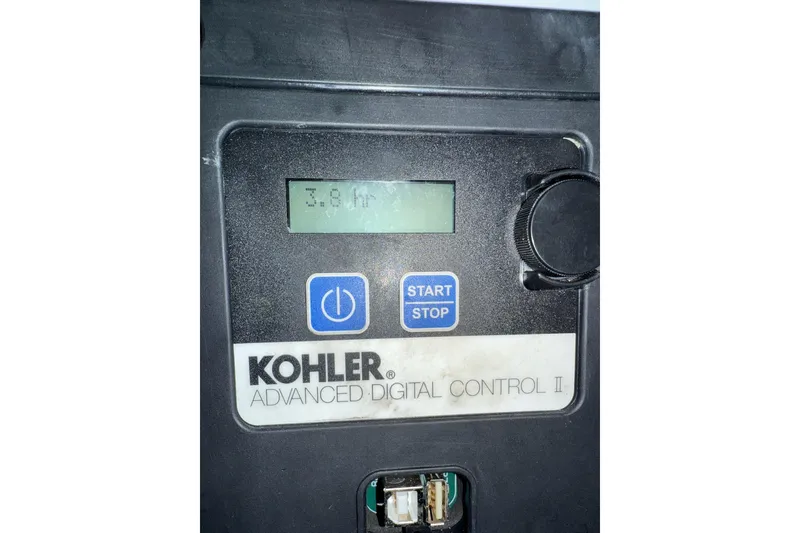 3.8 hr
START
STOP
KOHLER®
ADVANCED DIGITAL CONTROL II